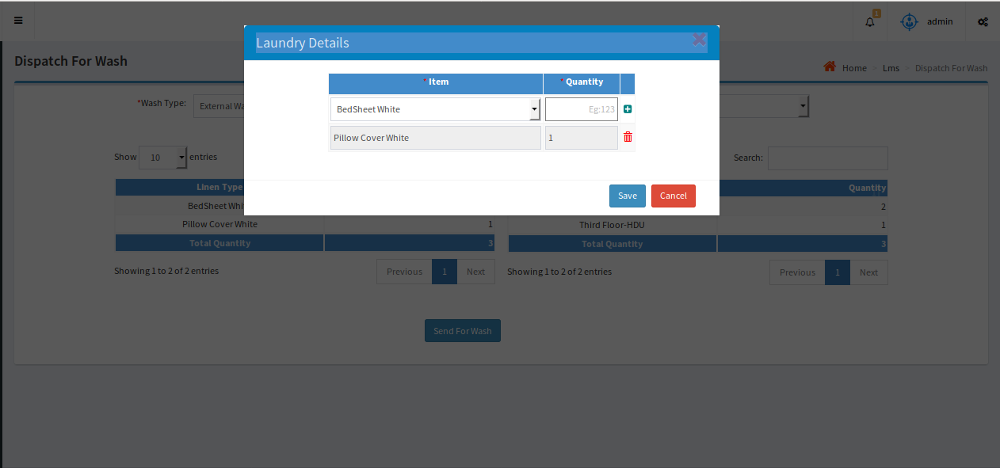 1
admin
Laundry Details
Dispatch For Wash
Home > Lms > Dispatch For Wash
* Item * Quantity
*Wash Type: External Wa
BedSheet White Eg:123
Pillow Cover White 1
Show 10 entries
Search:
Linen Type
Quantity
Save Cancel
BedSheet Whi
2
Pillow Cover White 1
Third Floor-HDU 1
Total Quantity 3
Total Quantity 3
Showing 1 to 2 of 2 entries
Previous 1 Next
Showing 1 to 2 of 2 entries
Previous 1 Next
Send For Wash